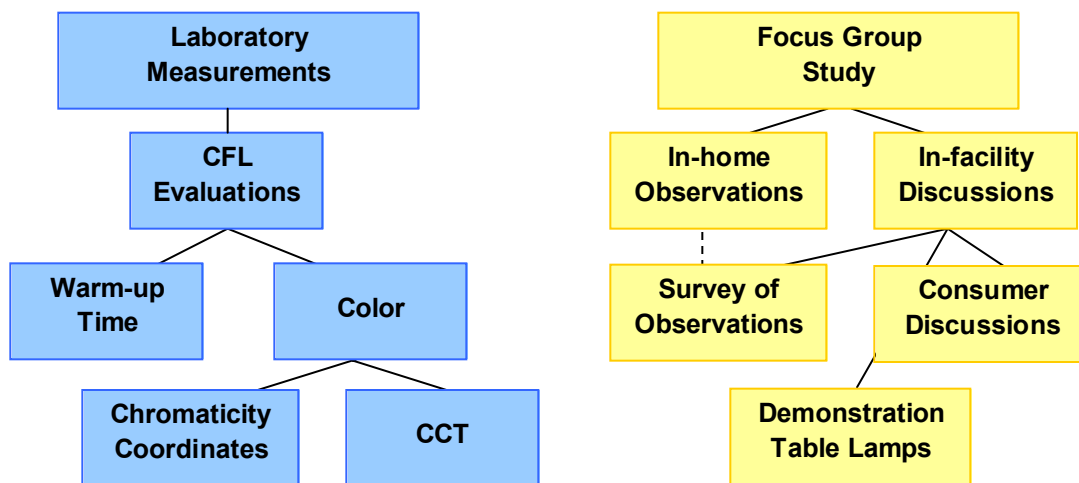 Laboratory
Measurements
Focus Group
Study
CFL
Evaluations
In-home
Observations
In-facility
Discussions
Warm-up
Time
Color
Survey of
Observations
Consumer
Discussions
Chromaticity
Coordinates
CCT
Demonstration
Table Lamps